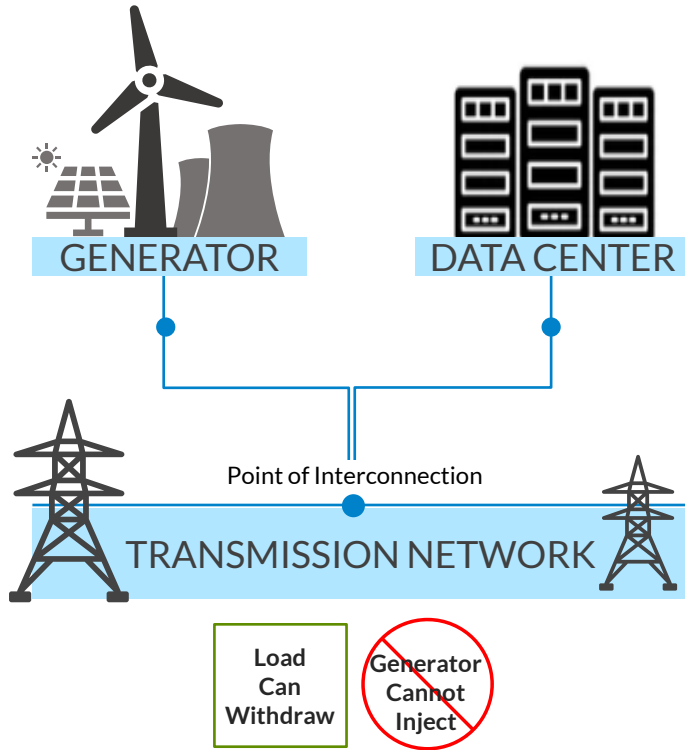 GENERATOR
DATA CENTER
Point of Interconnection
TRANSMISSION NETWORK
Load
Can
Withdraw
Generator
Cannot
Inject